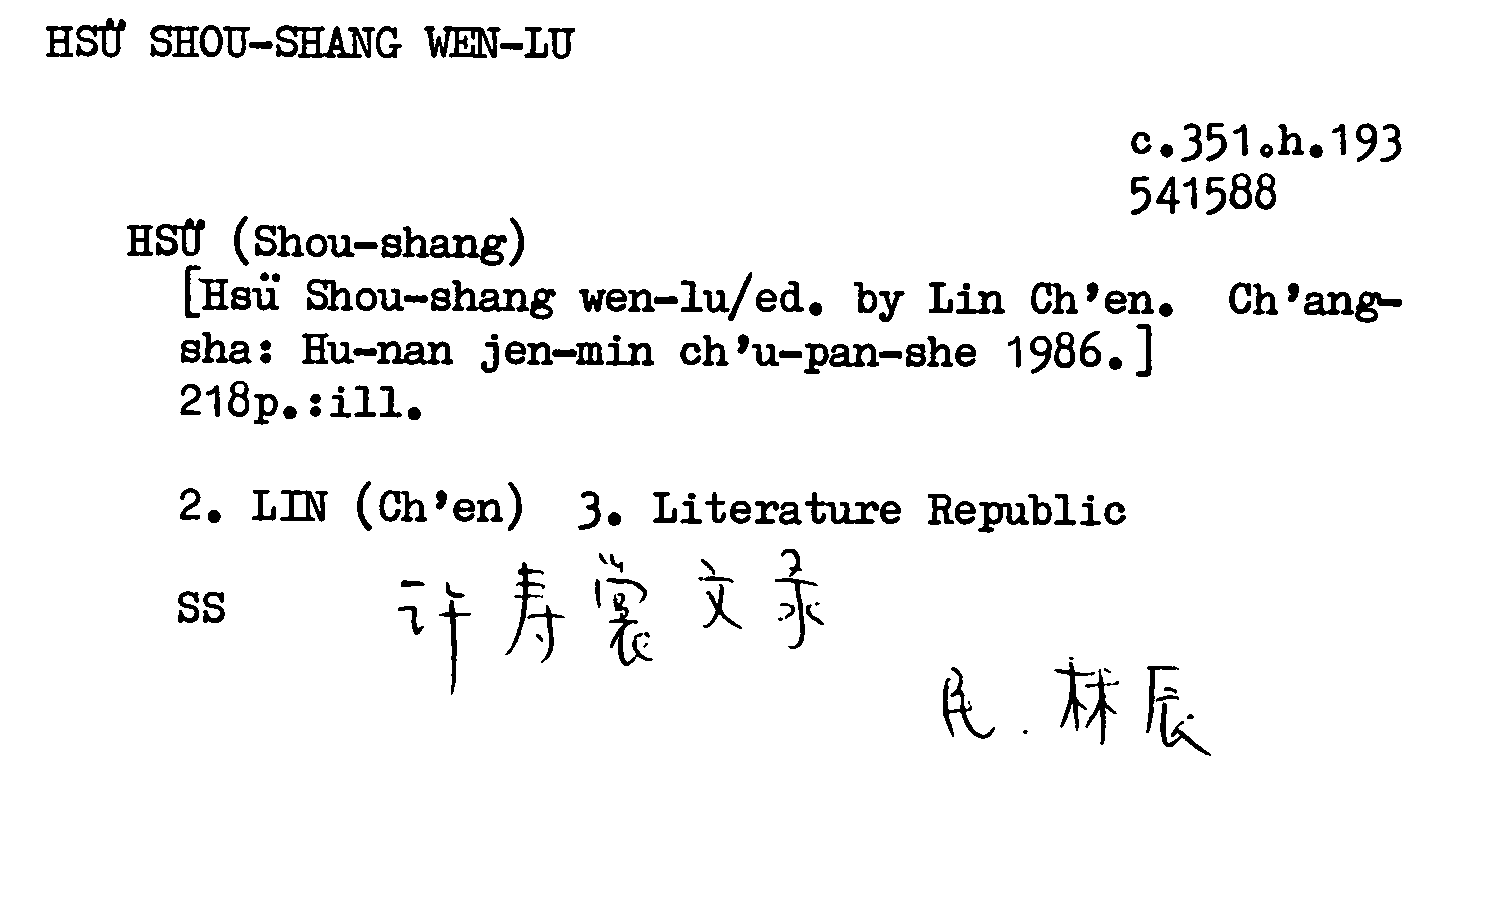 HSÜ SHOU-SHANG WEN-LU
c.351.h.193
541588
HSÜ (Shou-shang)
[Hsü Shou-shang wen-lu/ed. by Lin Ch'en. Ch'ang-
sha: Hu-nan jen-min ch'u-pan-she 1986.]
218p.:ill.
2. LIN (Ch'en) 3. Literature Republic
SS 许寿裳文录
民. 林辰